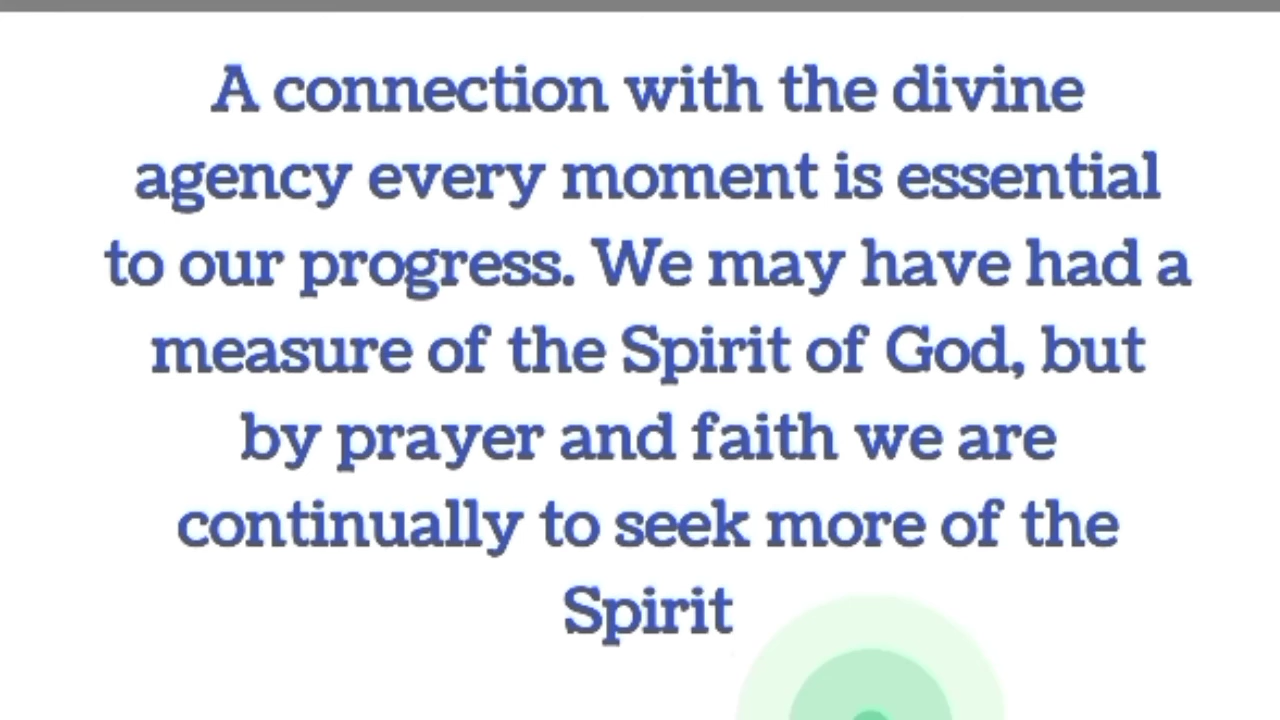 A connection with the divine
agency every moment is essential
to our progress. We may have had a
measure of the Spirit of God, but
by prayer and faith we are
continually to seek more of the
Spirit